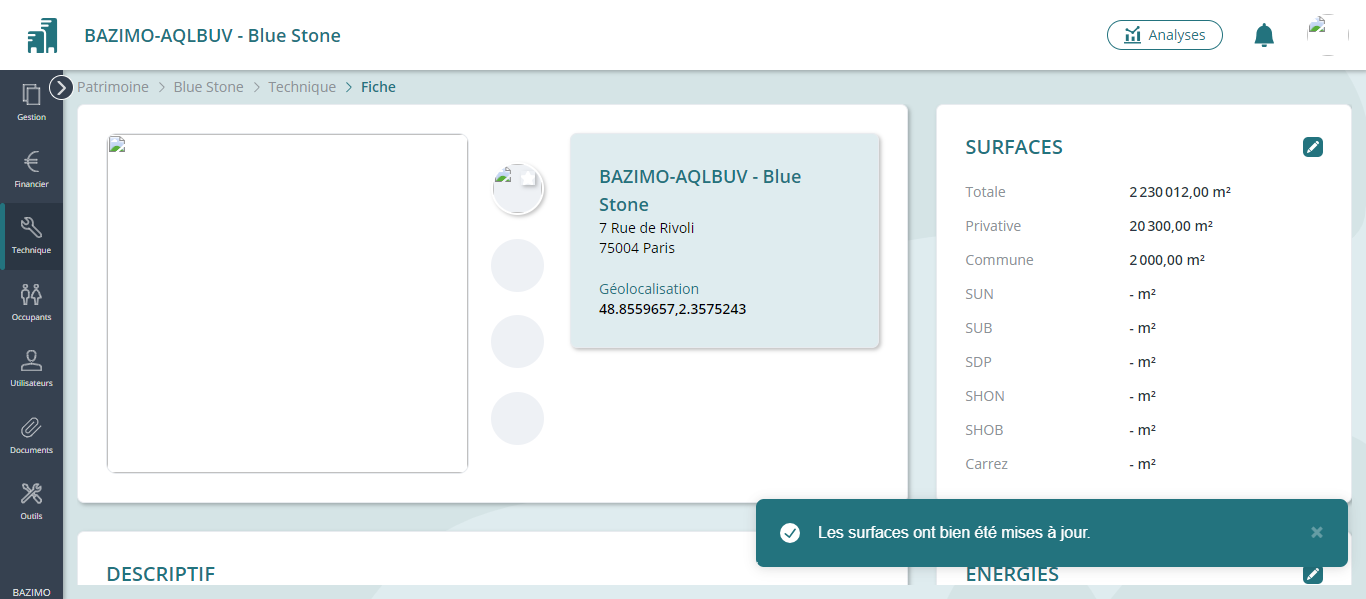 BAZIMO-AQLBUV - Blue Stone
Analyses
Gestion
Financier
Technique
Occupants
Utilisateurs
Documents
Outils
BAZIMO
Patrimoine > Blue Stone > Technique > Fiche
BAZIMO-AQLBUV - Blue
Stone
7 Rue de Rivoli
75004 Paris
Géolocalisation
48.8559657,2.3575243
SURFACES
Totale 2 230 012,00 m²
Privative 20 300,00 m²
Commune 2 000,00 m²
SUN - m²
SUB - m²
SDP - m²
SHON - m²
SHOB - m²
Carrez - m²
Les surfaces ont bien été mises à jour. ×
DESCRIPTIF
ENERGIES